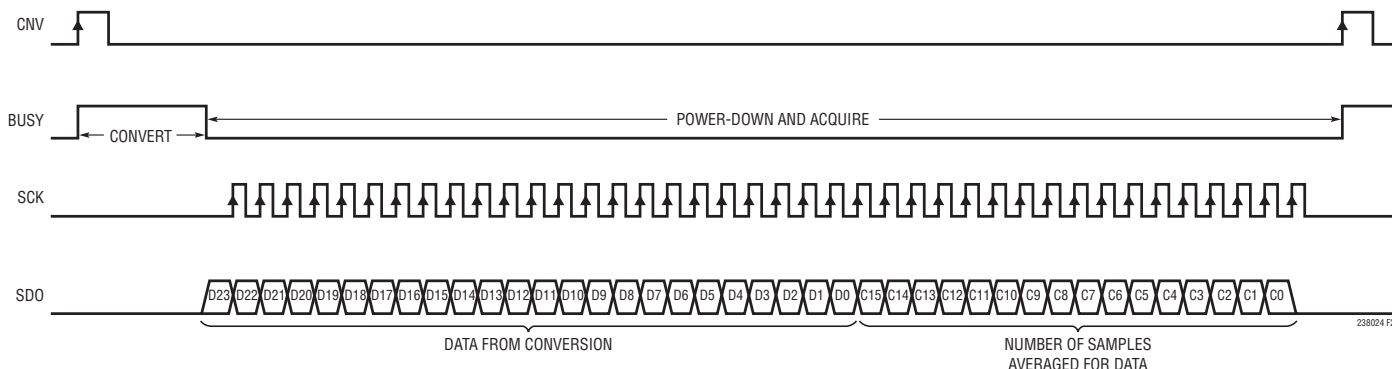 CNV
BUSY
CONVERT
POWER-DOWN AND ACQUIRE
SCK
SDO
D23 D22 D21 D20 D19 D18 D17 D16 D15 D14 D13 D12 D11 D10 D9 D8 D7 D6 D5 D4 D3 D2 D1 D0 C15 C14 C13 C12 C11 C10 C9 C8 C7 C6 C5 C4 C3 C2 C1 C0
DATA FROM CONVERSION
NUMBER OF SAMPLES
AVERAGED FOR DATA
238024